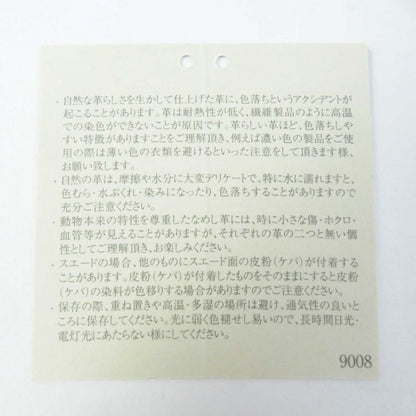 ・自然な革らしさを生かして仕上げた革に、色落ちというアクシデントが
起こることがあります。革は耐熱性が低く、繊維製品のように高温
での染色ができないことが原因です。革らしい革ほど、色落ちしや
すい特徴がありますことをご理解頂き、例えば濃い色の製品をご使
用の際は薄い色の衣類を避けるといった注意をして頂きます様、
お願い致します。
・自然の革は、摩擦や水分に大変デリケートで、特に水に濡れますと、
色むら・水ぶくれ・染みになったり、色落ちすることがありますので
充分ご注意ください。
・動物本来の特性を尊重したなめし革には、時に小さな傷・ホクロ・
血管等が見えることがありますが、それぞれの革の二つと無い個
性としてご理解頂き、お楽しみください。
・スエードの場合、他のものにスエード面の皮粉(ケバ)が付着する
ことがあります。皮粉(ケバ)が付着したものをそのままにすると皮粉
(ケバ)の染料が色移りする場合がありますのでご注意ください。
・保存の際、重ね置きや高温・多湿の場所は避け、通気性の良いと
ころに保存してください。光に弱く色褪せし易いので、長時間日光・
電灯光にあたらない様にしてください。
9008